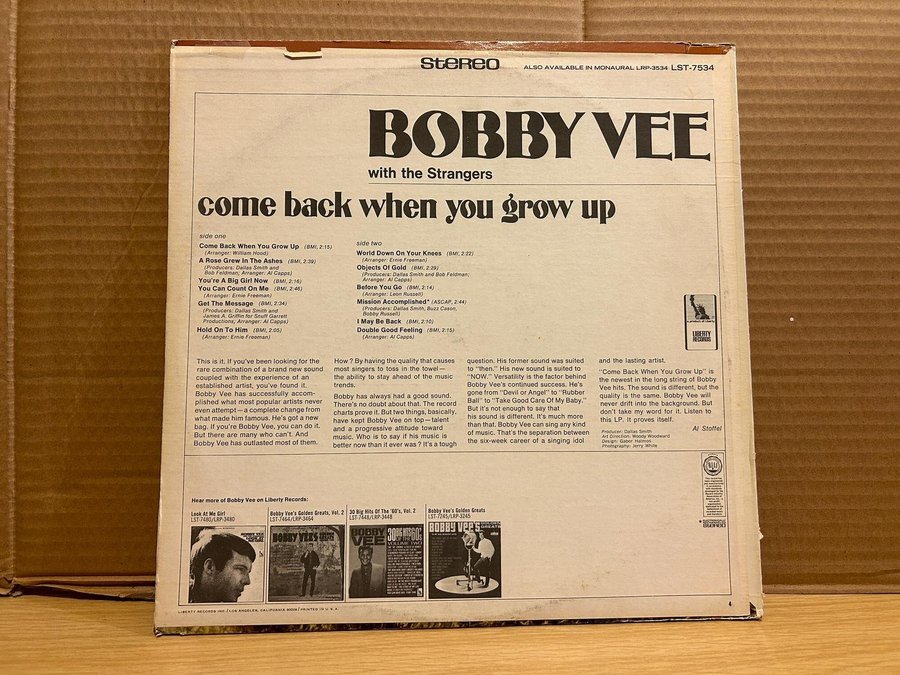 STEREO
ALSO AVAILABLE IN MONAURAL LRP-3534 LST-7534
BOBBY VEE
with the Strangers
come back when you grow up
side one
Come Back When You Grow Up (BMI, 2:15)
(Arranger: William Hood)
A Rose Grew In The Ashes (BMI, 2:39)
(Producers: Dallas Smith and
Bob Feldman; Arranger: Al Capps)
You're A Big Girl Now (BMI, 2:16)
You Can Count On Me (BMI, 2:46)
(Arranger: Ernie Freeman)
Get The Message (BMI, 2:34)
(Producers: Dallas Smith and
James A. Griffin for Snuff Garrett
Productions, Arranger: Al Capps)
Hold On To Him (BMI, 2:05)
(Arranger: Ernie Freeman)
side two
World Down On Your Knees (BMI, 2:22)
(Arranger: Ernie Freeman)
Objects Of Gold (BMI, 2:29)
(Producers: Dallas Smith and Bob Feldman;
Arranger: Al Capps)
Before You Go (BMI, 2:14)
(Arranger: Leon Russell)
Mission Accomplished* (ASCAP, 2:44)
(Producers: Dallas Smith, Buzz Cason,
Bobby Russell)
I May Be Back (BMI, 2:10)
Double Good Feeling (BMI, 2:15)
(Arranger: Al Capps)
LIBERTY
RECORDS
This is it. If you've been looking for the
rare combination of a brand new sound
coupled with the experience of an
established artist, you've found it.
Bobby Vee has successfully accom-
plished what most popular artists never
even attempt—a complete change from
what made him famous. He's got a new
bag. If you're Bobby Vee, you can do it.
But there are many who can't. And
Bobby Vee has outlasted most of them.
How? By having the quality that causes
most singers to toss in the towel—
the ability to stay ahead of the music
trends.
Bobby has always had a good sound.
There's no doubt about that. The record
charts prove it. But two things, basically,
have kept Bobby Vee on top—talent
and a progressive attitude toward
music. Who is to say if his music is
better now than it ever was? It's a tough
question. His former sound was suited
to "then." His new sound is suited to
"NOW." Versatility is the factor behind
Bobby Vee's continued success. He's
gone from "Devil or Angel" to "Rubber
Ball" to "Take Good Care Of My Baby."
But it's not enough to say that
his sound is different. It's much more
than that. Bobby Vee can sing any kind
of music. That's the separation between
the six-week career of a singing idol
and the lasting artist.
"Come Back When You Grow Up" is
the newest in the long string of Bobby
Vee hits. The sound is different, but the
quality is the same. Bobby Vee will
never drift into the background. But
don't take my word for it. Listen to
this LP. It proves itself.
Al Stoffel
Producer: Dallas Smith
Art Direction: Woody Woodward
Design: Gabor Halmos
Photography: Jerry White
Hear more of Bobby Vee on Liberty Records:
Look At Me Girl
LST-7480/LRP-3480
Bobby Vee's Golden Greats, Vol. 2
LST-7464/LRP-3464
30 Big Hits Of The '60's, Vol. 2
LST-7448/LRP-3448
Bobby Vee's Golden Greats
LST-7245/LRP-3245
BOBBY VEE'S
BOBBY
VEE
VOLUME TWO
BOBBY VEE'S
STEREO
LIBERTY RECORDS INC./LOS ANGELES, CALIFORNIA 90028/PRINTED IN U.S.A.
4